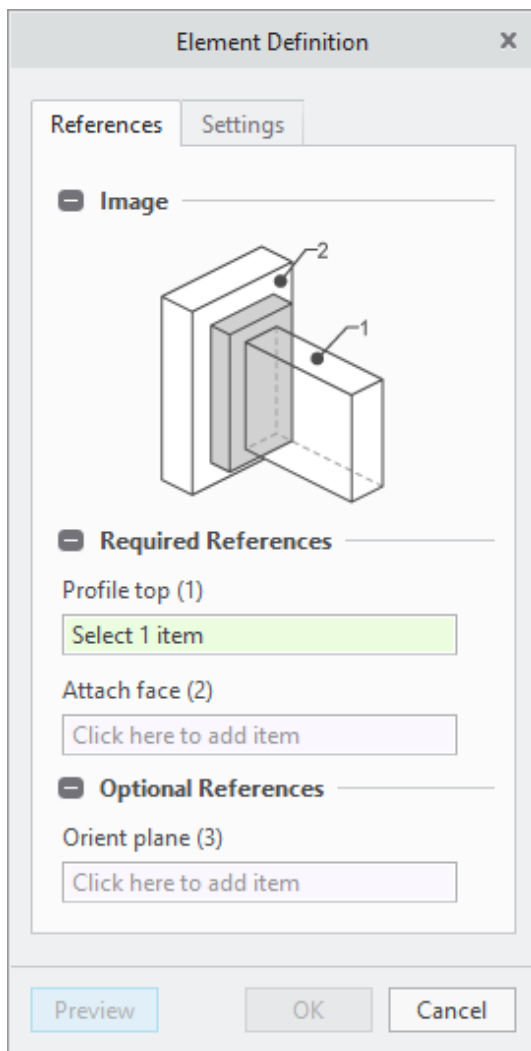 Element Definition
References
Settings
Image
2
1
Required References
Profile top (1)
Select 1 item
Attach face (2)
Click here to add item
Optional References
Orient plane (3)
Click here to add item
Preview
OK
Cancel